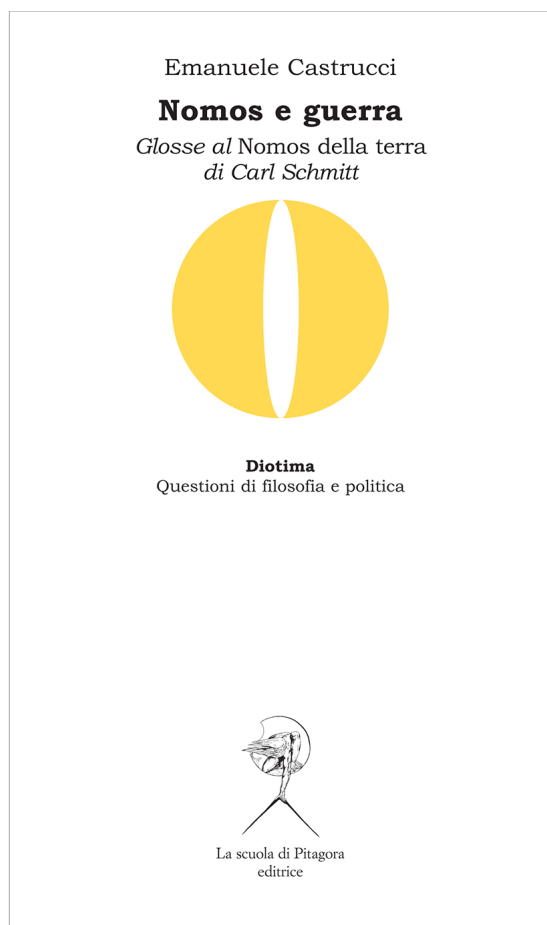 Emanuele Castrucci
Nomos e guerra
Glosse al Nomos della terra
di Carl Schmitt
Diotima
Questioni di filosofia e politica
La scuola di Pitagora
editrice